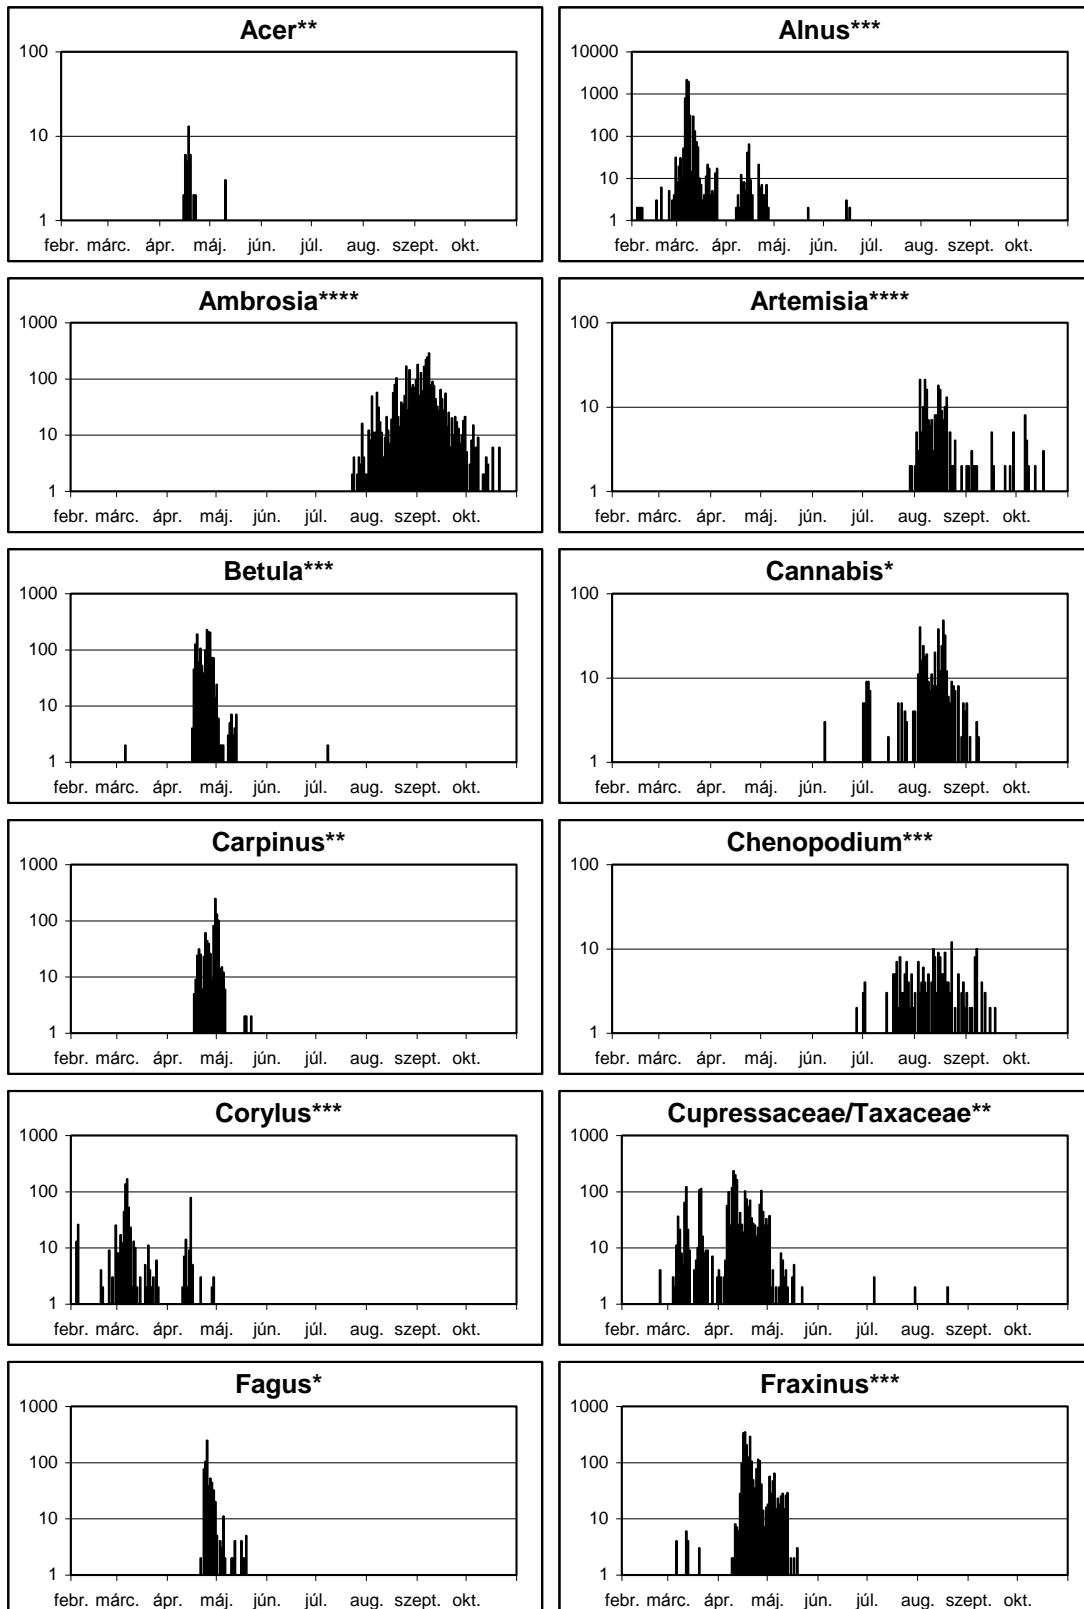 Acer**
100
10
1
febr. márc. ápr. máj. jún. júl. aug. szept. okt.
Alnus***
10000
1000
100
10
1
febr. márc. ápr. máj. jún. júl. aug. szept. okt.
Ambrosia****
1000
100
10
1
febr. márc. ápr. máj. jún. júl. aug. szept. okt.
Artemisia****
100
10
1
febr. márc. ápr. máj. jún. júl. aug. szept. okt.
Betula***
1000
100
10
1
febr. márc. ápr. máj. jún. júl. aug. szept. okt.
Cannabis*
100
10
1
febr. márc. ápr. máj. jún. júl. aug. szept. okt.
Carpinus**
1000
100
10
1
febr. márc. ápr. máj. jún. júl. aug. szept. okt.
Chenopodium***
100
10
1
febr. márc. ápr. máj. jún. júl. aug. szept. okt.
Corylus***
1000
100
10
1
febr. márc. ápr. máj. jún. júl. aug. szept. okt.
Cupressaceae/Taxaceae**
1000
100
10
1
febr. márc. ápr. máj. jún. júl. aug. szept. okt.
Fagus*
1000
100
10
1
febr. márc. ápr. máj. jún. júl. aug. szept. okt.
Fraxinus***
1000
100
10
1
febr. márc. ápr. máj. jún. júl. aug. szept. okt.